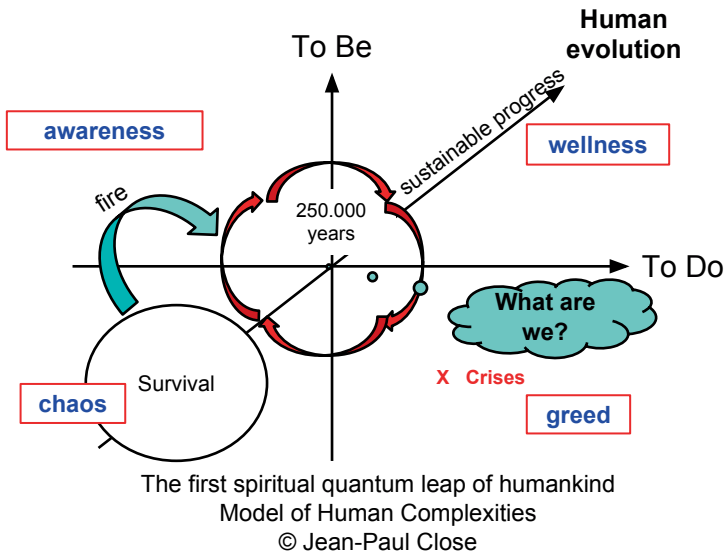 Human
evolution
To Be
sustainable progress
awareness
wellness
fire
250.000
years
To Do
What are
we?
Survival
X Crises
chaos
greed
The first spiritual quantum leap of humankind
Model of Human Complexities
© Jean-Paul Close